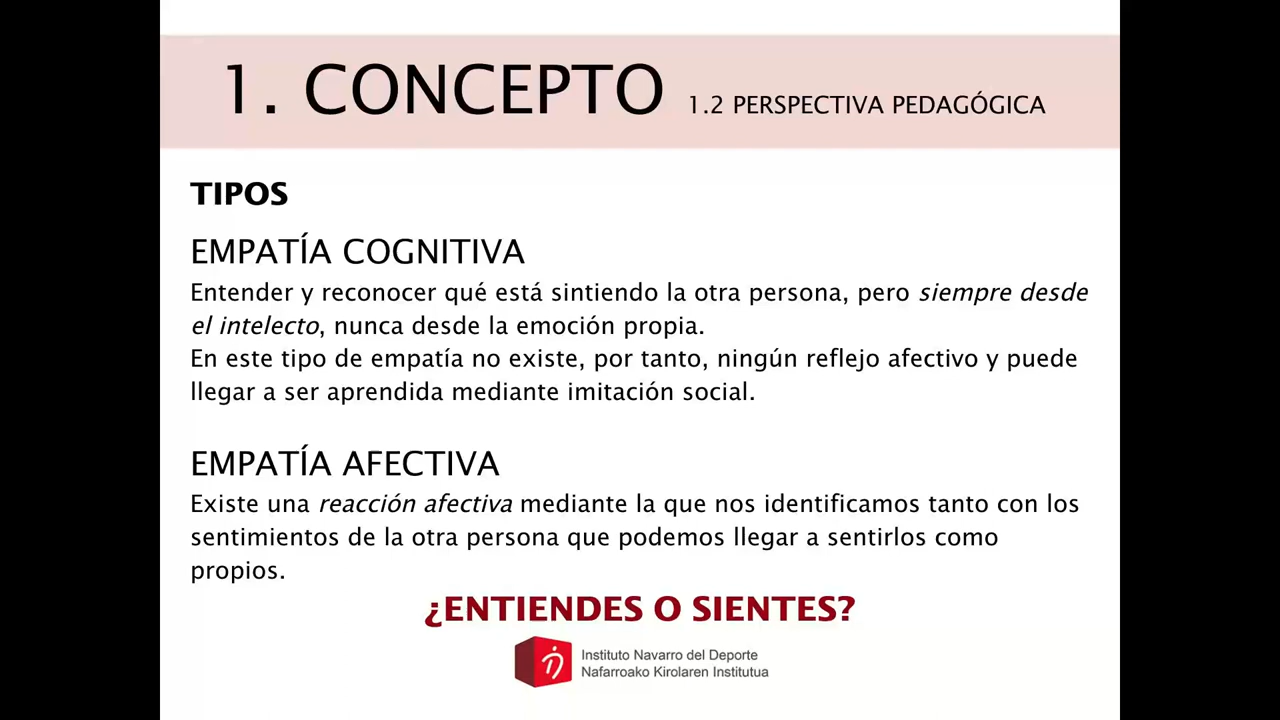 1. CONCEPTO 1.2 PERSPECTIVA PEDAGÓGICA
TIPOS
EMPATÍA COGNITIVA
Entender y reconocer qué está sintiendo la otra persona, pero siempre desde
el intelecto, nunca desde la emoción propia.
En este tipo de empatía no existe, por tanto, ningún reflejo afectivo y puede
llegar a ser aprendida mediante imitación social.
EMPATÍA AFECTIVA
Existe una reacción afectiva mediante la que nos identificamos tanto con los
sentimientos de la otra persona que podemos llegar a sentirlos como
propios.
¿ENTIENDES O SIENTES?
Instituto Navarro del Deporte
Nafarroako Kirolaren Institutua